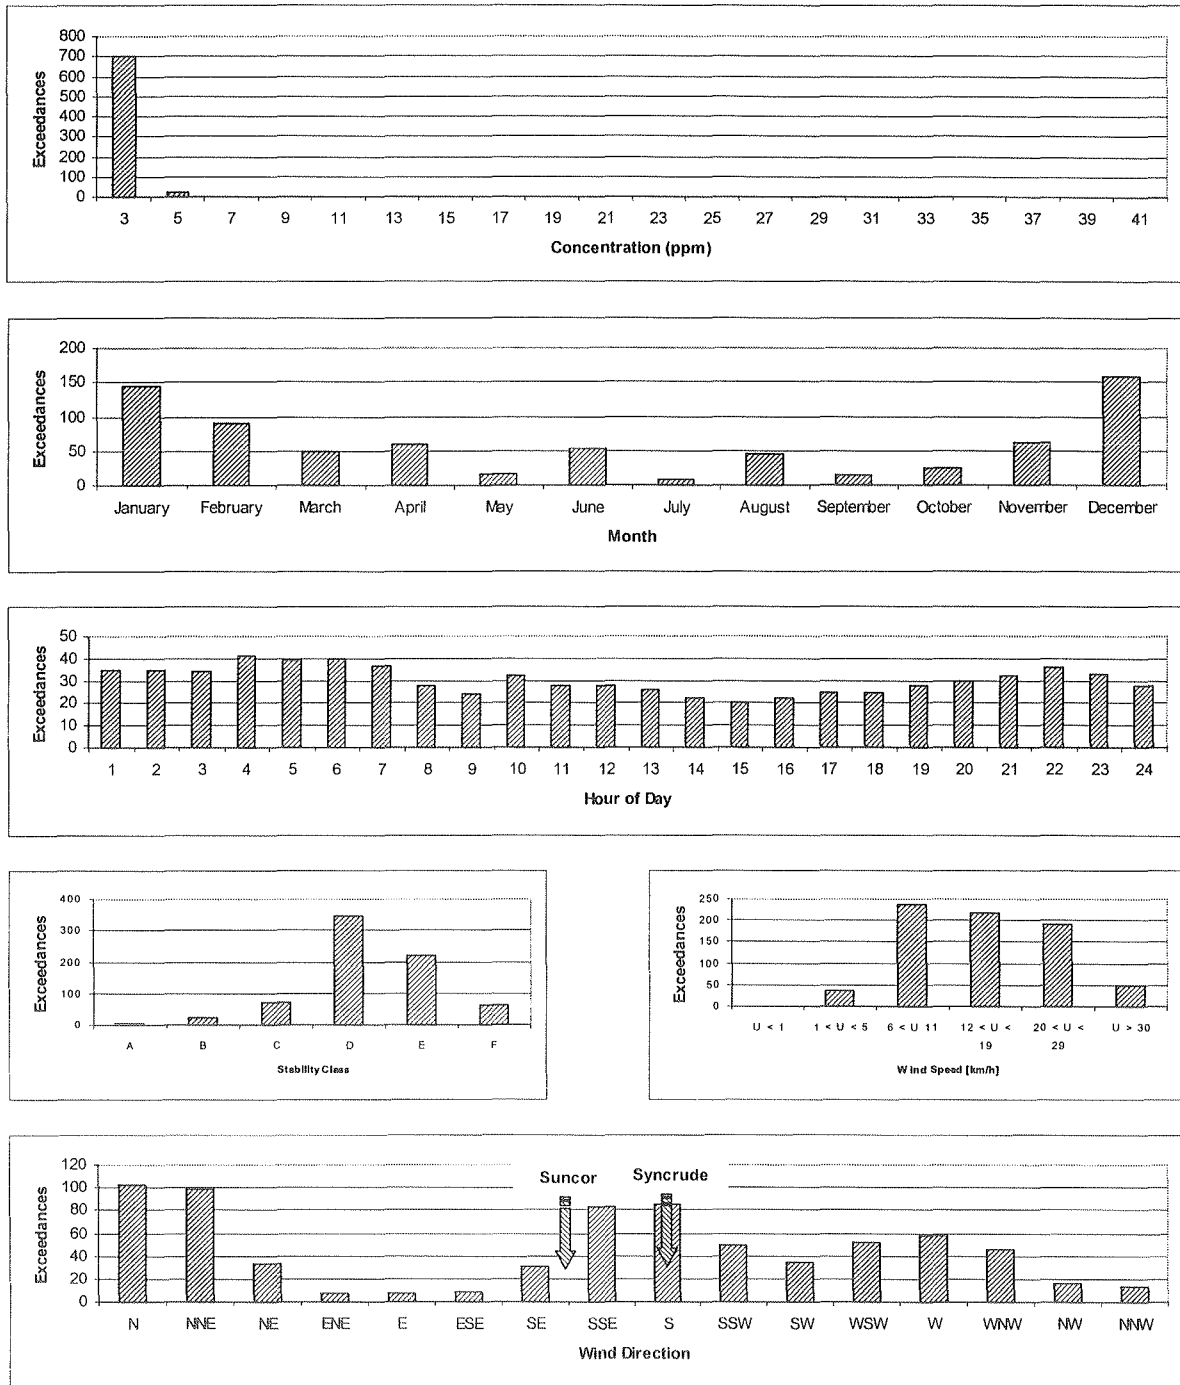 800
700
600
500
400
300
200
100
0
Exceedances
3 5 7 9 11 13 15 17 19 21 23 25 27 29 31 33 35 37 39 41
Concentration (ppm)
200
150
100
50
0
Exceedances
January February March April May June July August September October November December
Month
50
40
30
20
10
0
Exceedances
1 2 3 4 5 6 7 8 9 10 11 12 13 14 15 16 17 18 19 20 21 22 23 24
Hour of Day
400
300
200
100
0
Exceedances
A B C D E F
Stability Class
250
200
150
100
50
0
Exceedances
U < 1 1 < U < 5 6 < U 11 12 < U < 20 < U < U > 30
19 29
Wind Speed [km/h]
120
100
80
60
40
20
0
Exceedances
Suncor Syncrude
N NNE NE ENE E ESE SE SSE S SSW SW WSW W WNW NW NNW
Wind Direction